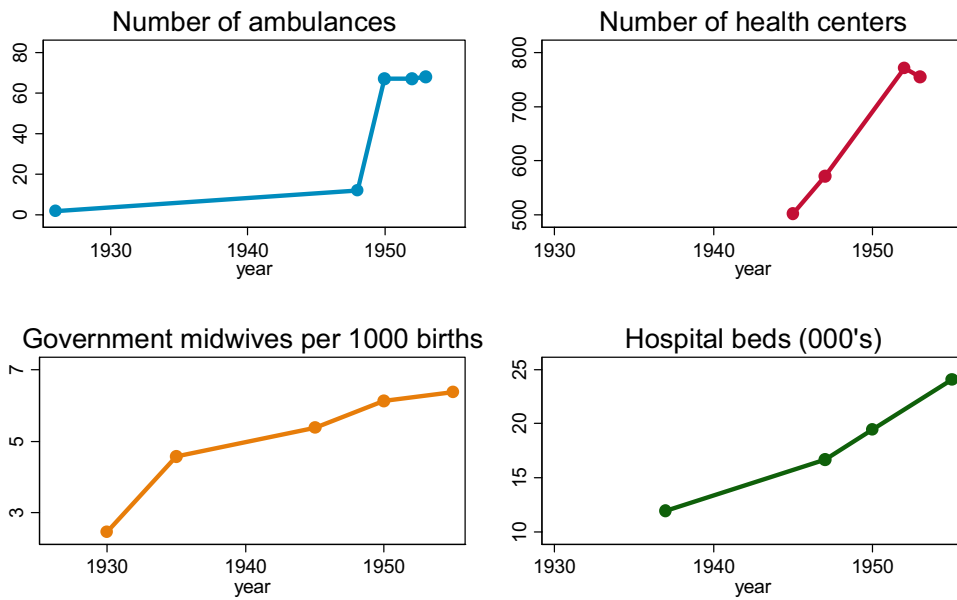 Number of ambulances
80
60
40
20
0
1930 1940 1950
year
Number of health centers
800
700
600
500
1930 1940 1950
year
Government midwives per 1000 births
7
5
3
1930 1940 1950
year
Hospital beds (000's)
25
20
15
10
1930 1940 1950
year